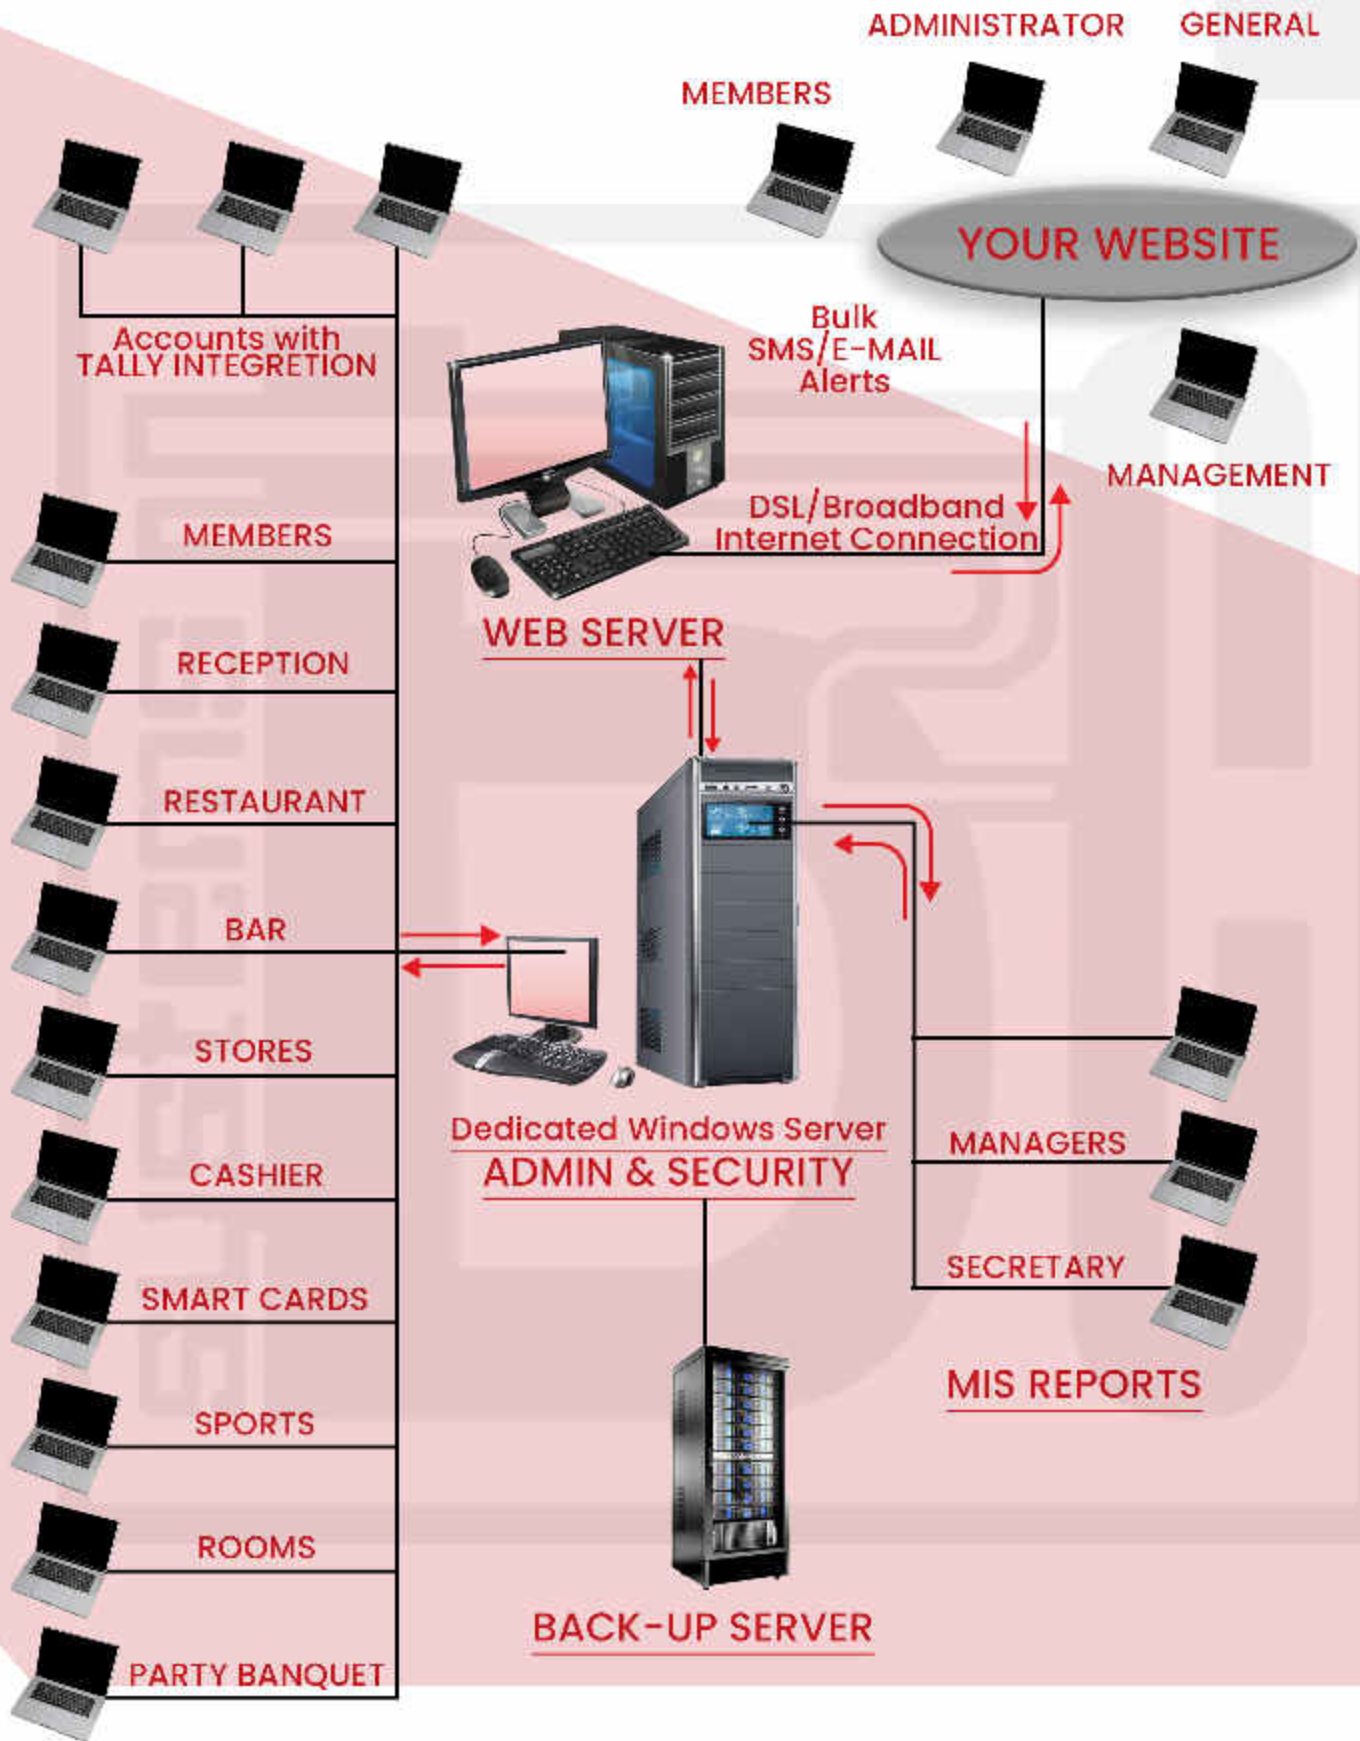 ADMINISTRATOR
GENERAL
MEMBERS
YOUR WEBSITE
Accounts with
TALLY INTEGRETION
Bulk
SMS/E-MAIL
Alerts
MANAGEMENT
DSL/Broadband
Internet Connection
WEB SERVER
MEMBERS
RECEPTION
RESTAURANT
BAR
STORES
CASHIER
SMART CARDS
SPORTS
ROOMS
PARTY BANQUET
Dedicated Windows Server
ADMIN & SECURITY
MANAGERS
SECRETARY
MIS REPORTS
BACK-UP SERVER